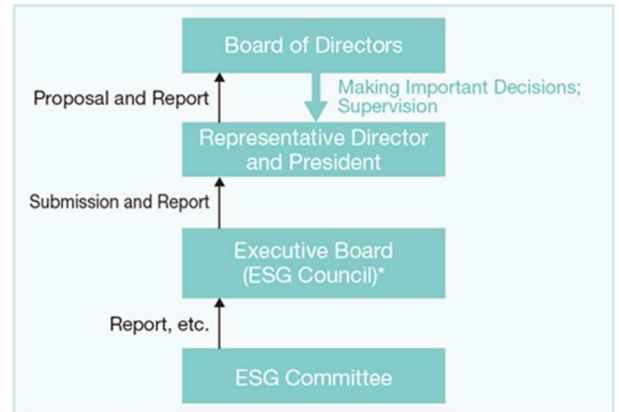 Board of Directors
Proposal and Report
Making Important Decisions;
Supervision
Representative Director
and President
Submission and Report
Executive Board
(ESG Council)*
Report, etc.
ESG Committee